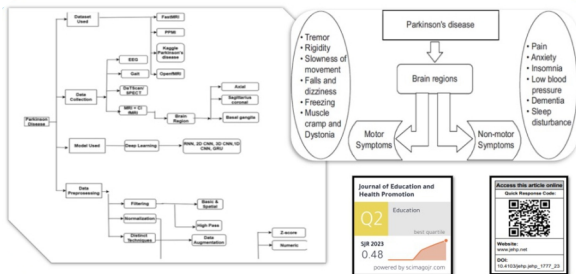 Dataset Used
FastMRI
PPMI
Kaggle
Parkinson's
disease
OpenfMRI
EEG
Gait
Data
Collection
DaTScan/
SPECT
MRI + CI
fMRI
Brain
Region
Axial
Sagittarius
coronal
Basal ganglia
Parkinson
Disease
Model Used
Deep Learning
RNN, 2D CNN, 3D CNN,1D
CNN, GRU
Data
Preprocessing
Filtering
Basic &
Spatial
High Pass
Normalization
Distinct
Techniques
Data
Augmentation
Z-score
Numeric
Parkinson's disease
Brain regions
• Tremor
• Rigidity
• Slowness of
movement
• Falls and
dizziness
• Freezing
• Muscle
cramp and
Dystonia
Motor
Symptoms
Non-motor
Symptoms
• Pain
• Anxiety
• Insomnia
• Low blood
pressure
• Dementia
• Sleep
disturbance
Journal of Education and
Health Promotion
Q2
Education
best quartile
SJR 2023
0.48
powered by scimagojr.com
Access this article online
Quick Response Code:
Website:
www.jehp.net
DOI:
10.4103/jehp.jehp_1777_23